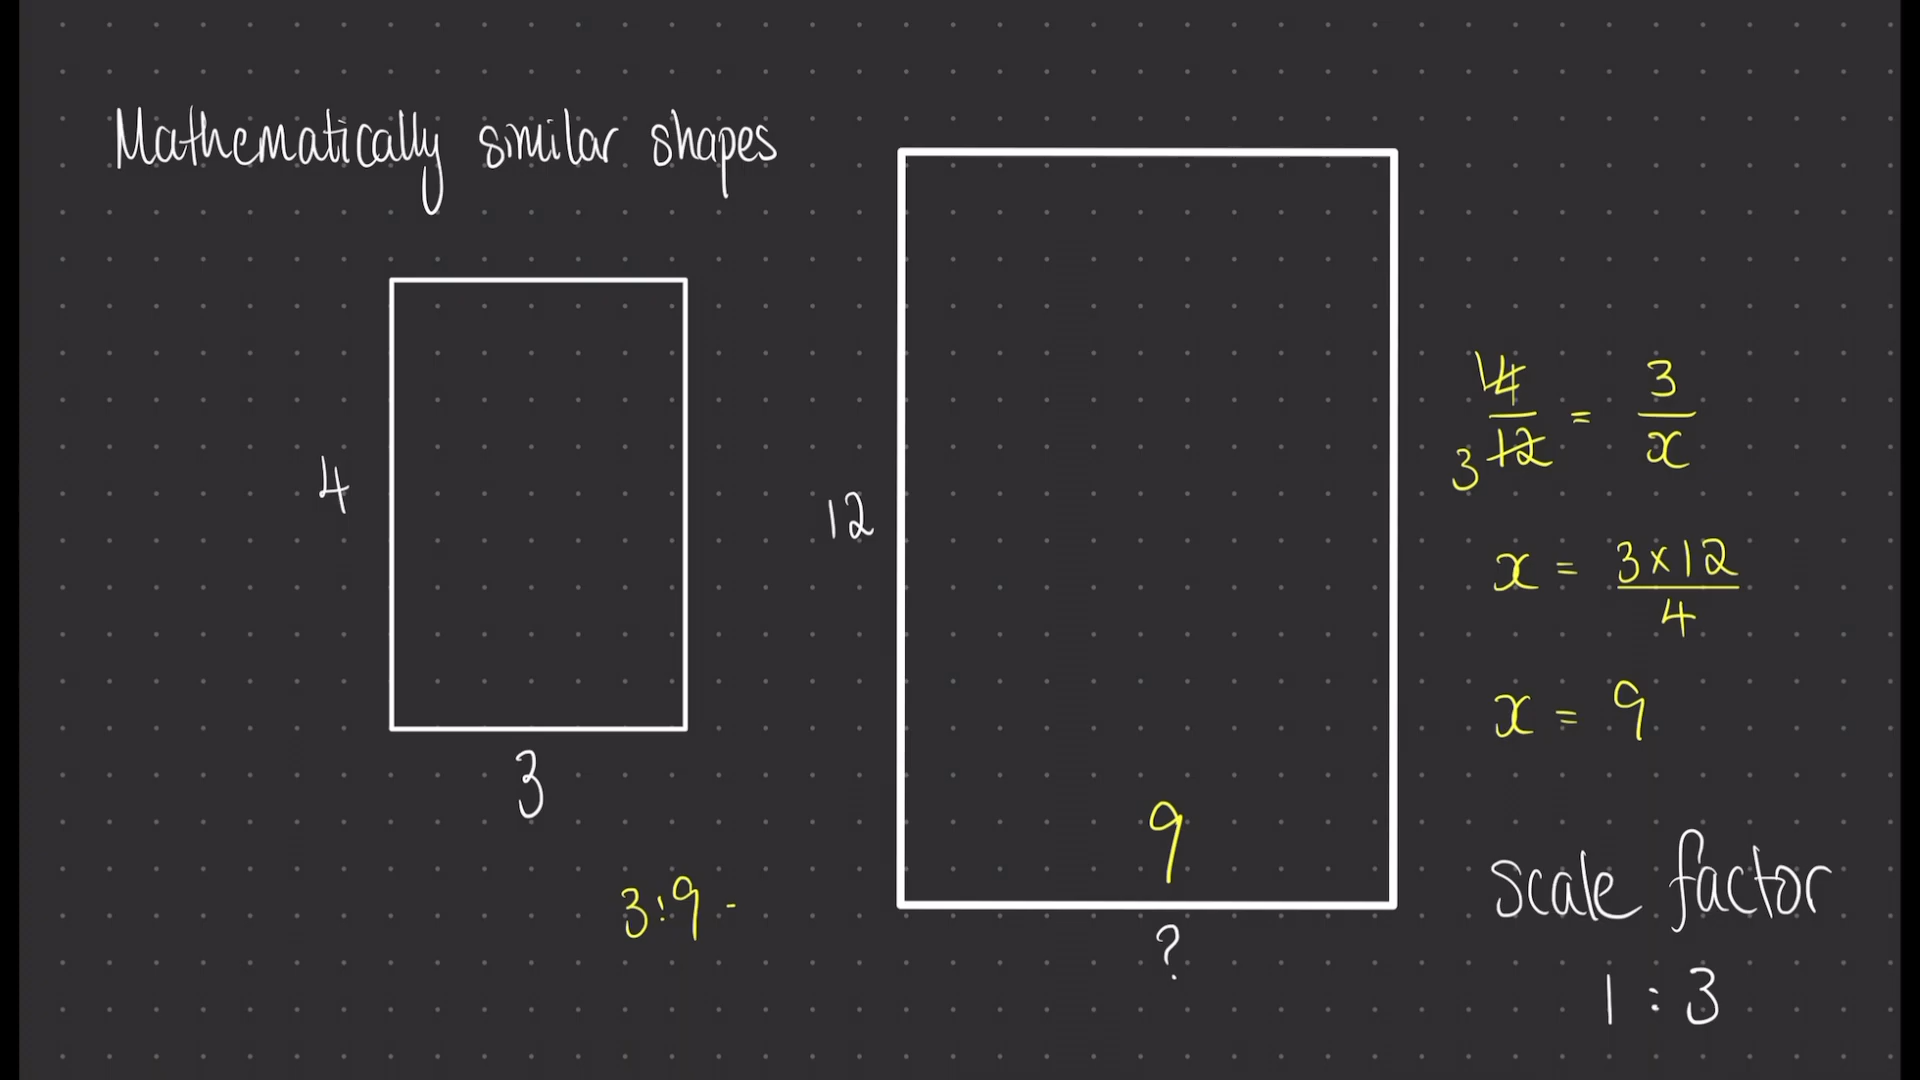 Mathematically similar shapes
4
3
12
9
?
3:9 -
1 4 / 3 12 = 3 / x
x = 3 x 12 / 4
x = 9
scale factor
1 : 3